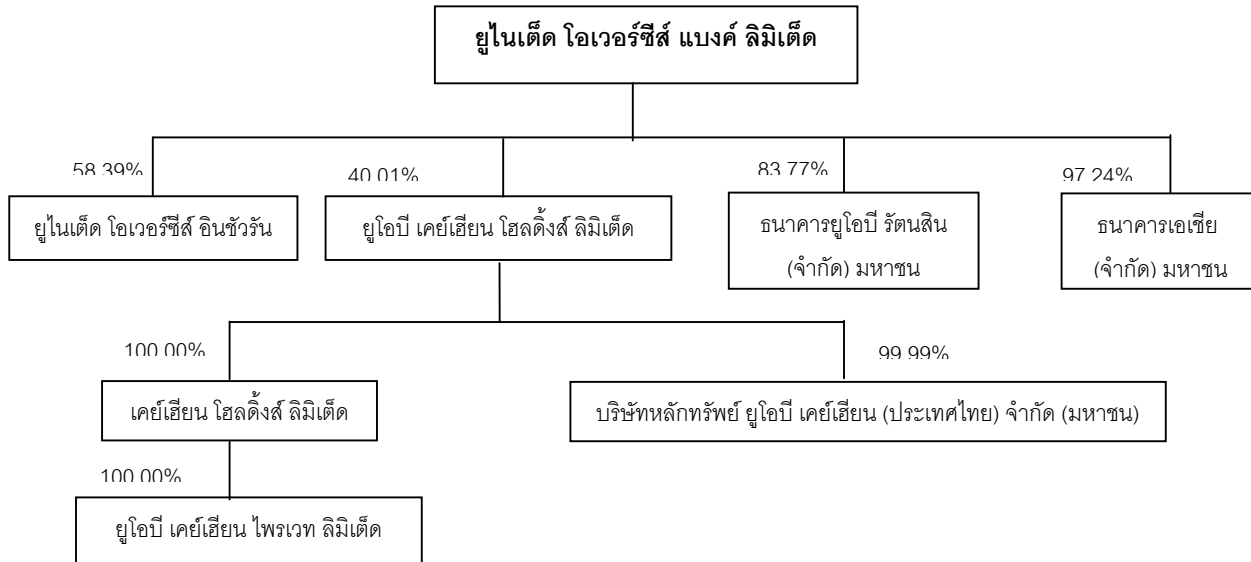 ยูไนเต็ด โอเวอร์ซีส์ แบงค์ ลิมิเต็ด
58.39%
40.01%
83.77%
97.24%
ยูไนเต็ด โอเวอร์ซีส์ อินชัวรัน
ยูโอบี เคย์เฮียน โฮลดิ้งส์ ลิมิเต็ด
ธนาคารยูโอบี รัตนสิน
(จำกัด) มหาชน
ธนาคารเอเชีย
(จำกัด) มหาชน
100.00%
99.99%
เคย์เฮียน โฮลดิ้งส์ ลิมิเต็ด
บริษัทหลักทรัพย์ ยูโอบี เคย์เฮียน (ประเทศไทย) จำกัด (มหาชน)
100.00%
ยูโอบี เคย์เฮียน ไพรเวท ลิมิเต็ด